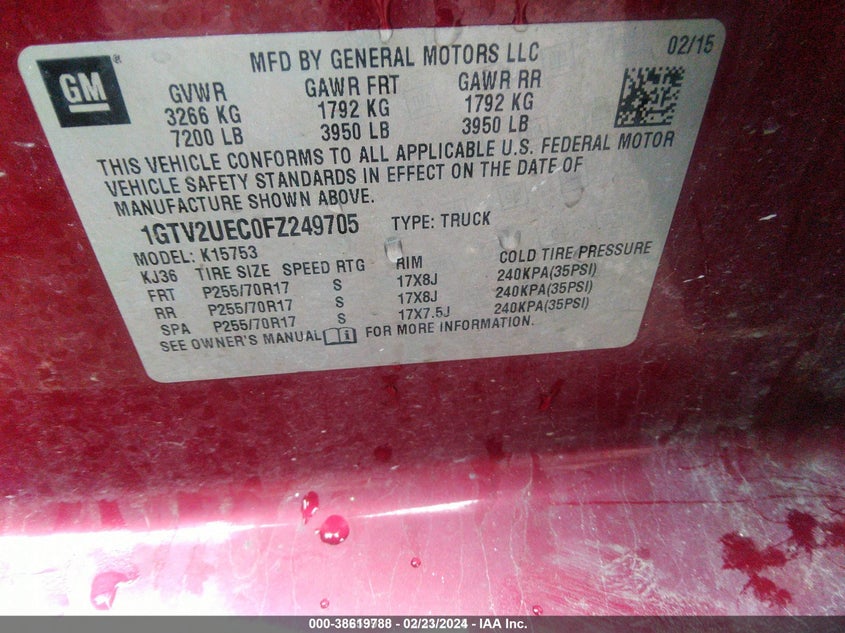 GM®
MFD BY GENERAL MOTORS LLC
02/15
GVWR GAWR FRT GAWR RR
3266 KG 1792 KG 1792 KG
7200 LB 3950 LB 3950 LB
THIS VEHICLE CONFORMS TO ALL APPLICABLE U.S. FEDERAL MOTOR
VEHICLE SAFETY STANDARDS IN EFFECT ON THE DATE OF
MANUFACTURE SHOWN ABOVE.
1GTV2UEC0FZ249705 TYPE: TRUCK
MODEL: K15753
KJ36 TIRE SIZE SPEED RTG RIM COLD TIRE PRESSURE
FRT P255/70R17 S 17X8J 240KPA(35PSI)
RR P255/70R17 S 17X8J 240KPA(35PSI)
SPA P255/70R17 S 17X7.5J 240KPA(35PSI)
SEE OWNER'S MANUAL FOR MORE INFORMATION.
000-38619788 - 02/23/2024 - IAA Inc.